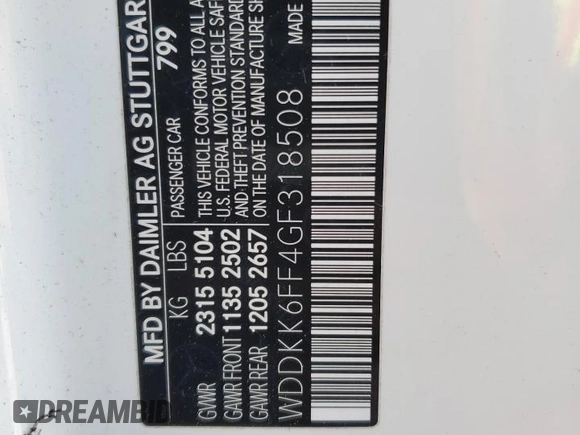 MFD BY DAIMLER AG STUTTGAR
799
KG LBS PASSENGER CAR
GVWR 2315 5104 THIS VEHICLE CONFORMS TO ALL A
GAWR FRONT 1135 2502 U.S. FEDERAL MOTOR VEHICLE SAF
GAWR REAR 1205 2657 AND THEFT PREVENTION STANDARD
ON THE DATE OF MANUFACTURE SH
WDDKK6FF4GF318508 MADE
DREAMBID